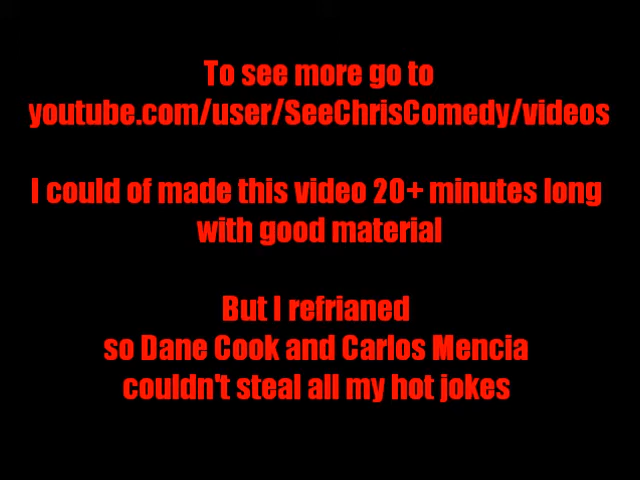 To see more go to
youtube.com/user/SeeChrisComedy/videos
I could of made this video 20+ minutes long
with good material
But I refrianed
so Dane Cook and Carlos Mencia
couldn't steal all my hot jokes